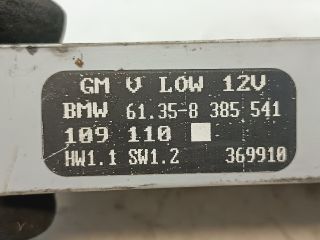 GM V LOW 12V
BMW 61.35-8 385 541
109 110
HW1.1 SW1.2 369910